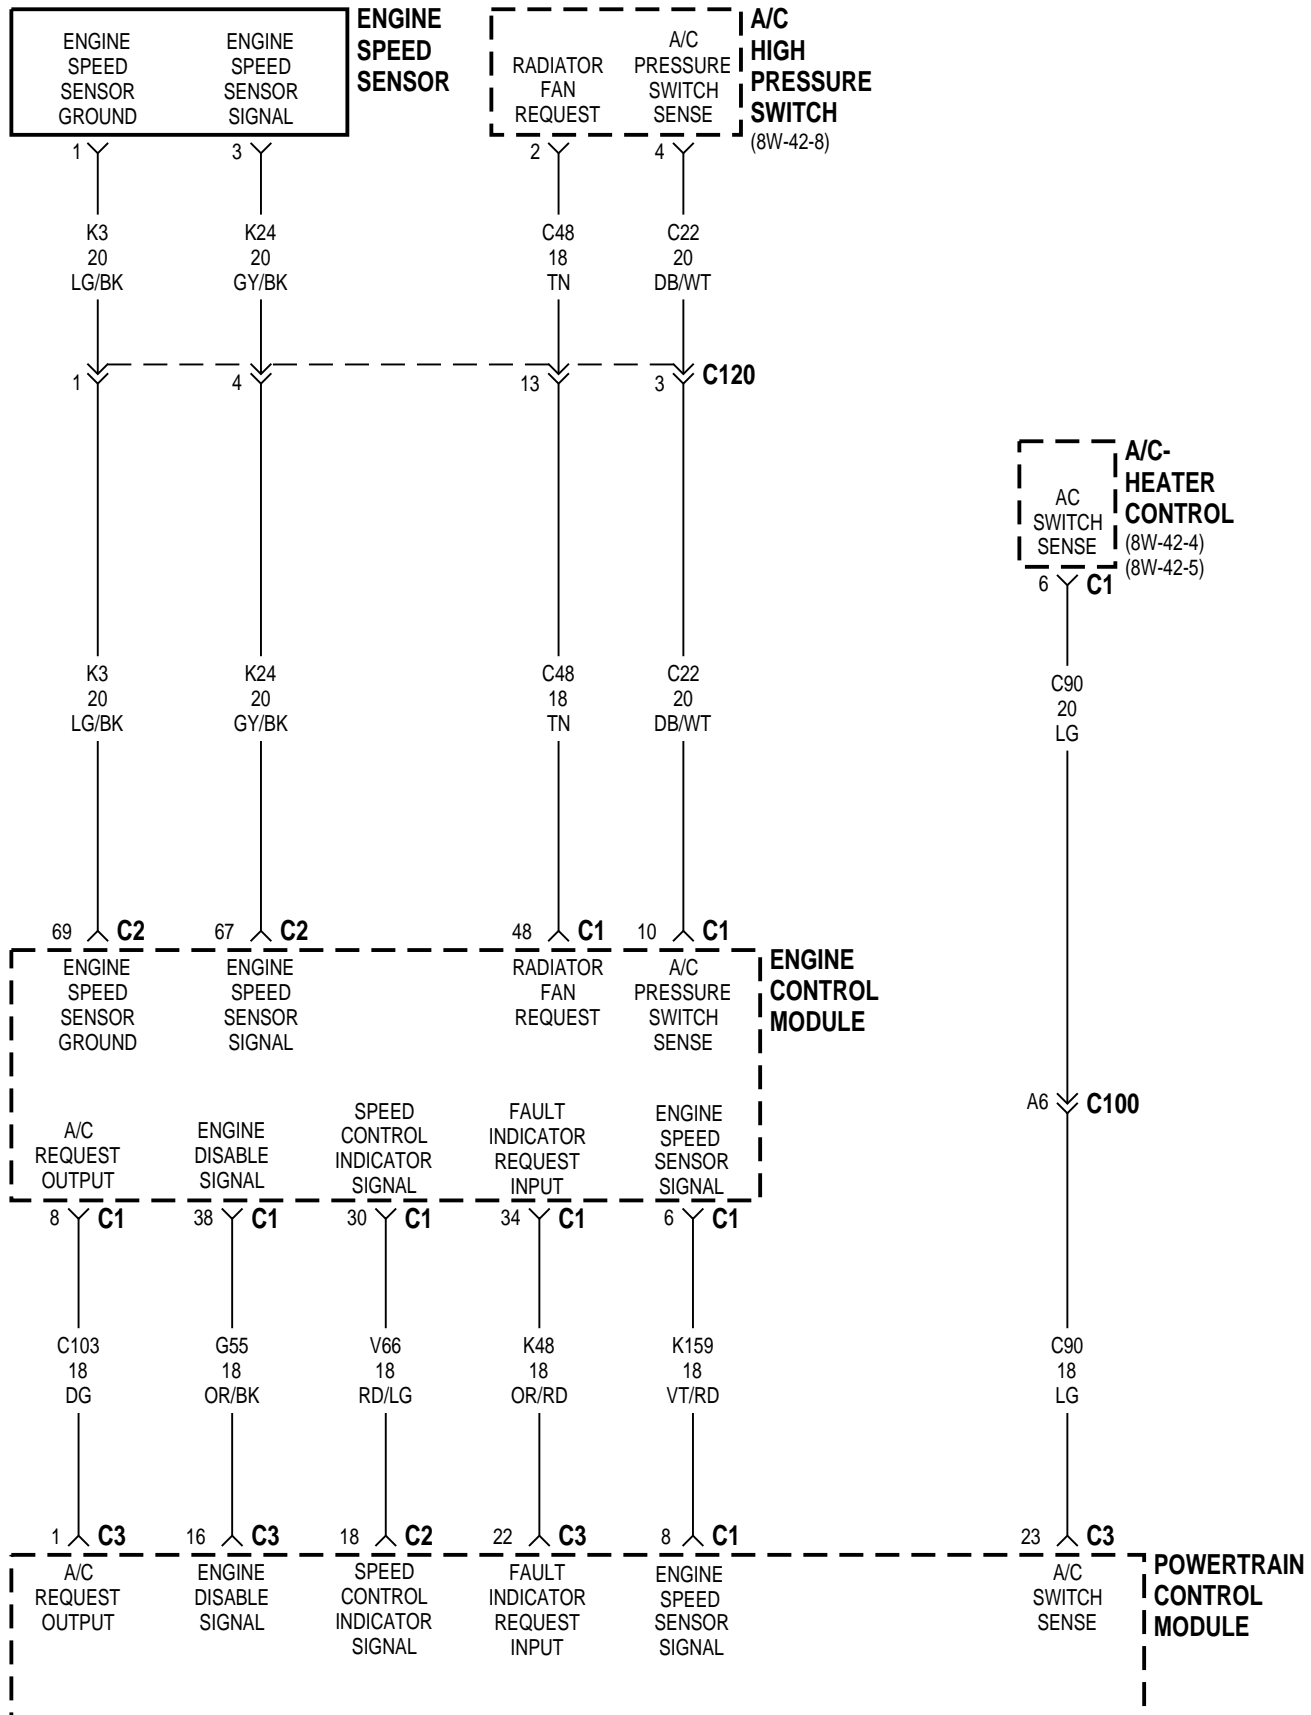 ENGINE
SPEED
SENSOR
GROUND
ENGINE
SPEED
SENSOR
SIGNAL
ENGINE
SPEED
SENSOR
RADIATOR
FAN
REQUEST
A/C
PRESSURE
SWITCH
SENSE
A/C
HIGH
PRESSURE
SWITCH
(8W-42-8)
1
3
2
4
K3
20
LG/BK
K24
20
GY/BK
C48
18
TN
C22
20
DB/WT
1
4
13
3
C120
A/C-
HEATER
CONTROL
(8W-42-4)
(8W-42-5)
AC
SWITCH
SENSE
6
C1
K3
20
LG/BK
K24
20
GY/BK
C48
18
TN
C22
20
DB/WT
C90
20
LG
69
C2
67
C2
48
C1
10
C1
ENGINE
SPEED
SENSOR
GROUND
ENGINE
SPEED
SENSOR
SIGNAL
RADIATOR
FAN
REQUEST
A/C
PRESSURE
SWITCH
SENSE
ENGINE
CONTROL
MODULE
A/C
REQUEST
OUTPUT
ENGINE
DISABLE
SIGNAL
SPEED
CONTROL
INDICATOR
SIGNAL
FAULT
INDICATOR
REQUEST
INPUT
ENGINE
SPEED
SENSOR
SIGNAL
A6
C100
8
C1
38
C1
30
C1
34
C1
6
C1
C103
18
DG
G55
18
OR/BK
V66
18
RD/LG
K48
18
OR/RD
K159
18
VT/RD
C90
18
LG
1
C3
16
C3
18
C2
22
C3
8
C1
23
C3
A/C
REQUEST
OUTPUT
ENGINE
DISABLE
SIGNAL
SPEED
CONTROL
INDICATOR
SIGNAL
FAULT
INDICATOR
REQUEST
INPUT
ENGINE
SPEED
SENSOR
SIGNAL
A/C
SWITCH
SENSE
POWERTRAIN
CONTROL
MODULE